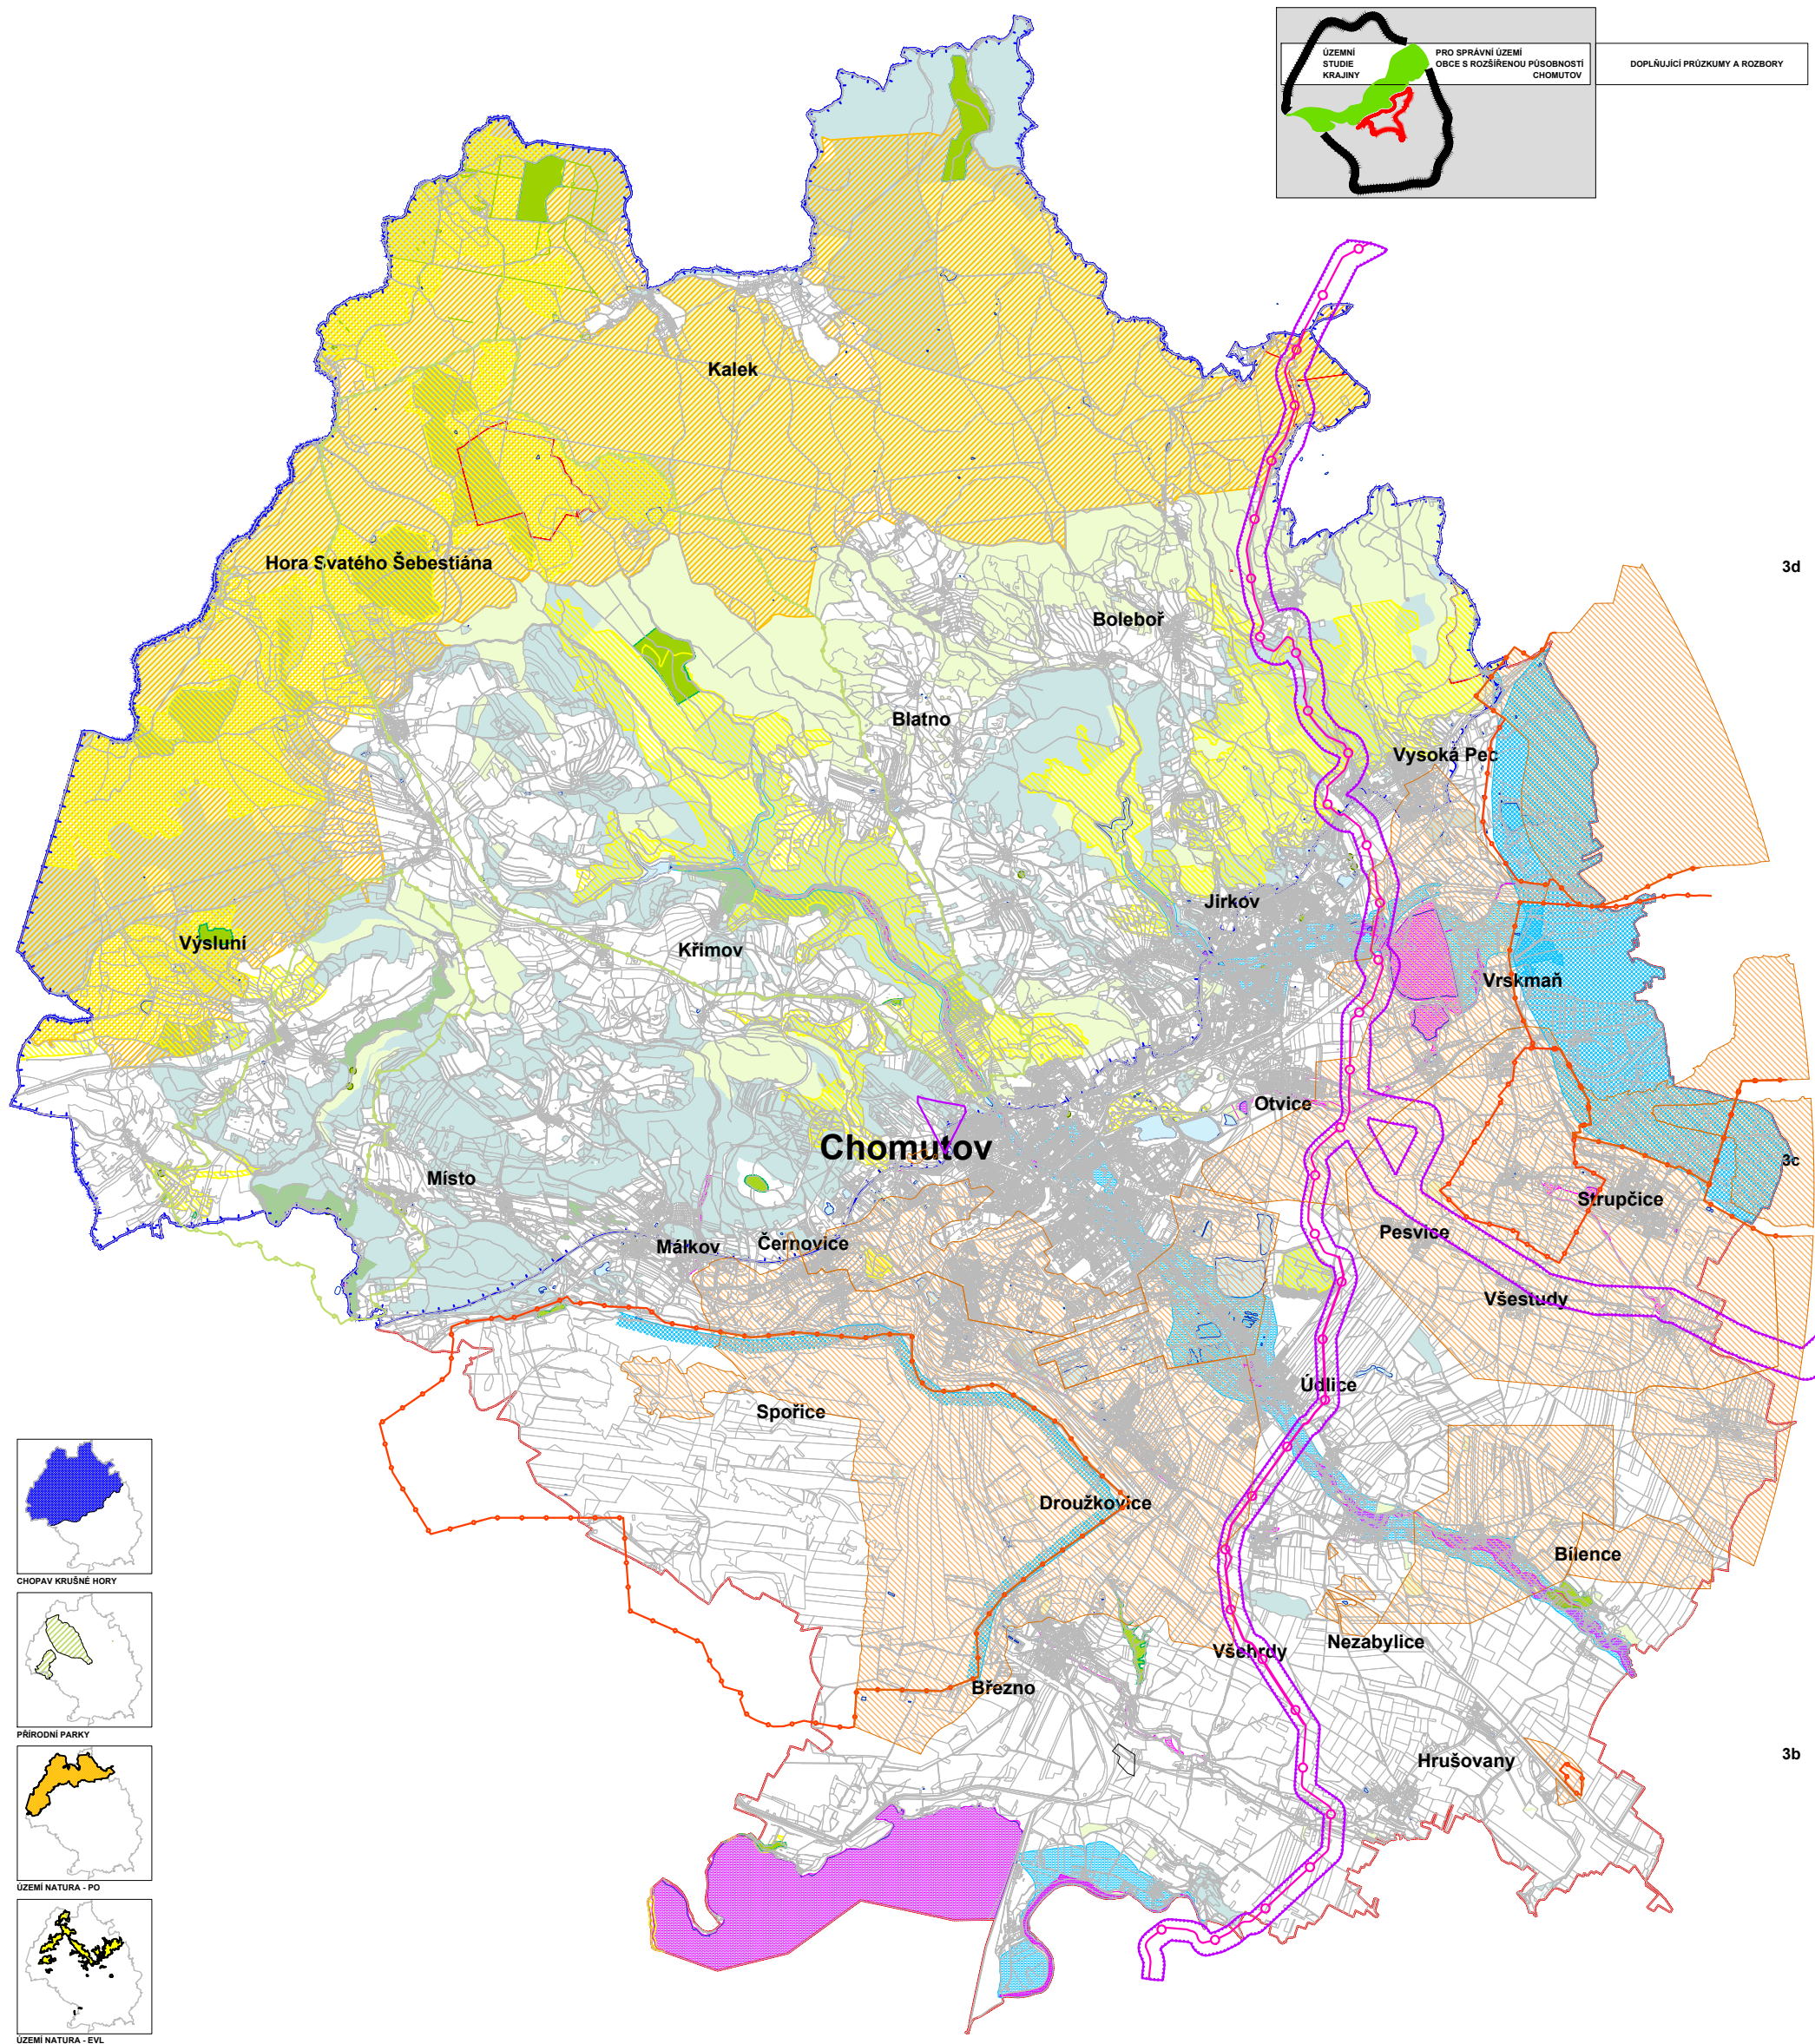 ÚZEMNÍ
STUDIE
KRAJINY
PRO SPRÁVNÍ ÚZEMÍ
OBCE S ROZŠÍŘENOU PŮSOBNOSTÍ
CHOMUTOV
DOPLŇUJÍCÍ PRŮZKUMY A ROZBORY
Kalek
Hora Svatého Šebestiána
3d
Boleboř
Blatno
Vysoká Pec
Jirkov
Výsluní
Křimov
Vrskmaň
Otvice
Chomutov
3c
Místo
Strupčice
Pesvice
Málkov
Černovice
Všestudy
Údlice
Spořice
Droužkovice
Bílence
CHOPAV KRUŠNÉ HORY
Nezabylice
Všehrdy
Březno
PŘÍRODNÍ PARKY
3b
Hrušovany
ÚZEMÍ NATURA - PO
ÚZEMÍ NATURA - EVL